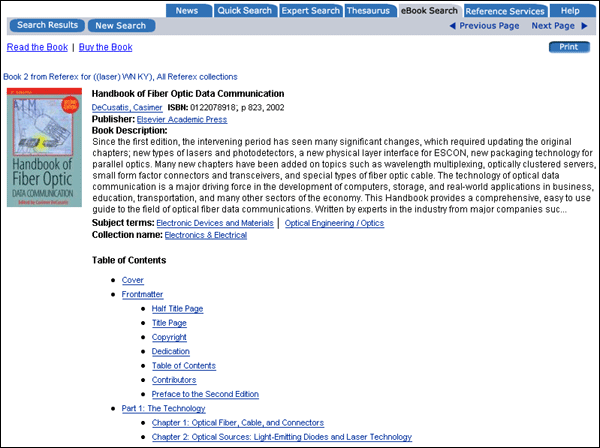 News Quick Search Expert Search Thesaurus eBook Search Reference Services Help
Search Results New Search Previous Page Next Page
Read the Book | Buy the Book Print
Book 2 from Referex for ((laser) WN KY), All Referex collections
ATM
SECOND EDITION
Handbook of
Fiber Optic
DATA COMMUNICATION
Edited by Casimer DeCusatis
Handbook of Fiber Optic Data Communication
DeCusatis, Casimer ISBN: 0122078918; p 823, 2002
Publisher: Elsevier Academic Press
Book Description:
Since the first edition, the intervening period has seen many significant changes, which required updating the original
chapters; new types of lasers and photodetectors, a new physical layer interface for ESCON, new packaging technology for
parallel optics. Many new chapters have been added on topics such as wavelength multiplexing, optically clustered servers,
small form factor connectors and transceivers, and special types of fiber optic cable. The technology of optical data
communication is a major driving force in the development of computers, storage, and real-world applications in business,
education, transportation, and many other sectors of the economy. This Handbook provides a comprehensive, easy to use
guide to the field of optical fiber data communications. Written by experts in the industry from major companies suc...
Subject terms: Electronic Devices and Materials | Optical Engineering / Optics
Collection name: Electronics & Electrical
Table of Contents
• Cover
• Frontmatter
• Half Title Page
• Title Page
• Copyright
• Dedication
• Table of Contents
• Contributors
• Preface to the Second Edition
• Part 1: The Technology
• Chapter 1: Optical Fiber, Cable, and Connectors
• Chapter 2: Optical Sources: Light-Emitting Diodes and Laser Technology